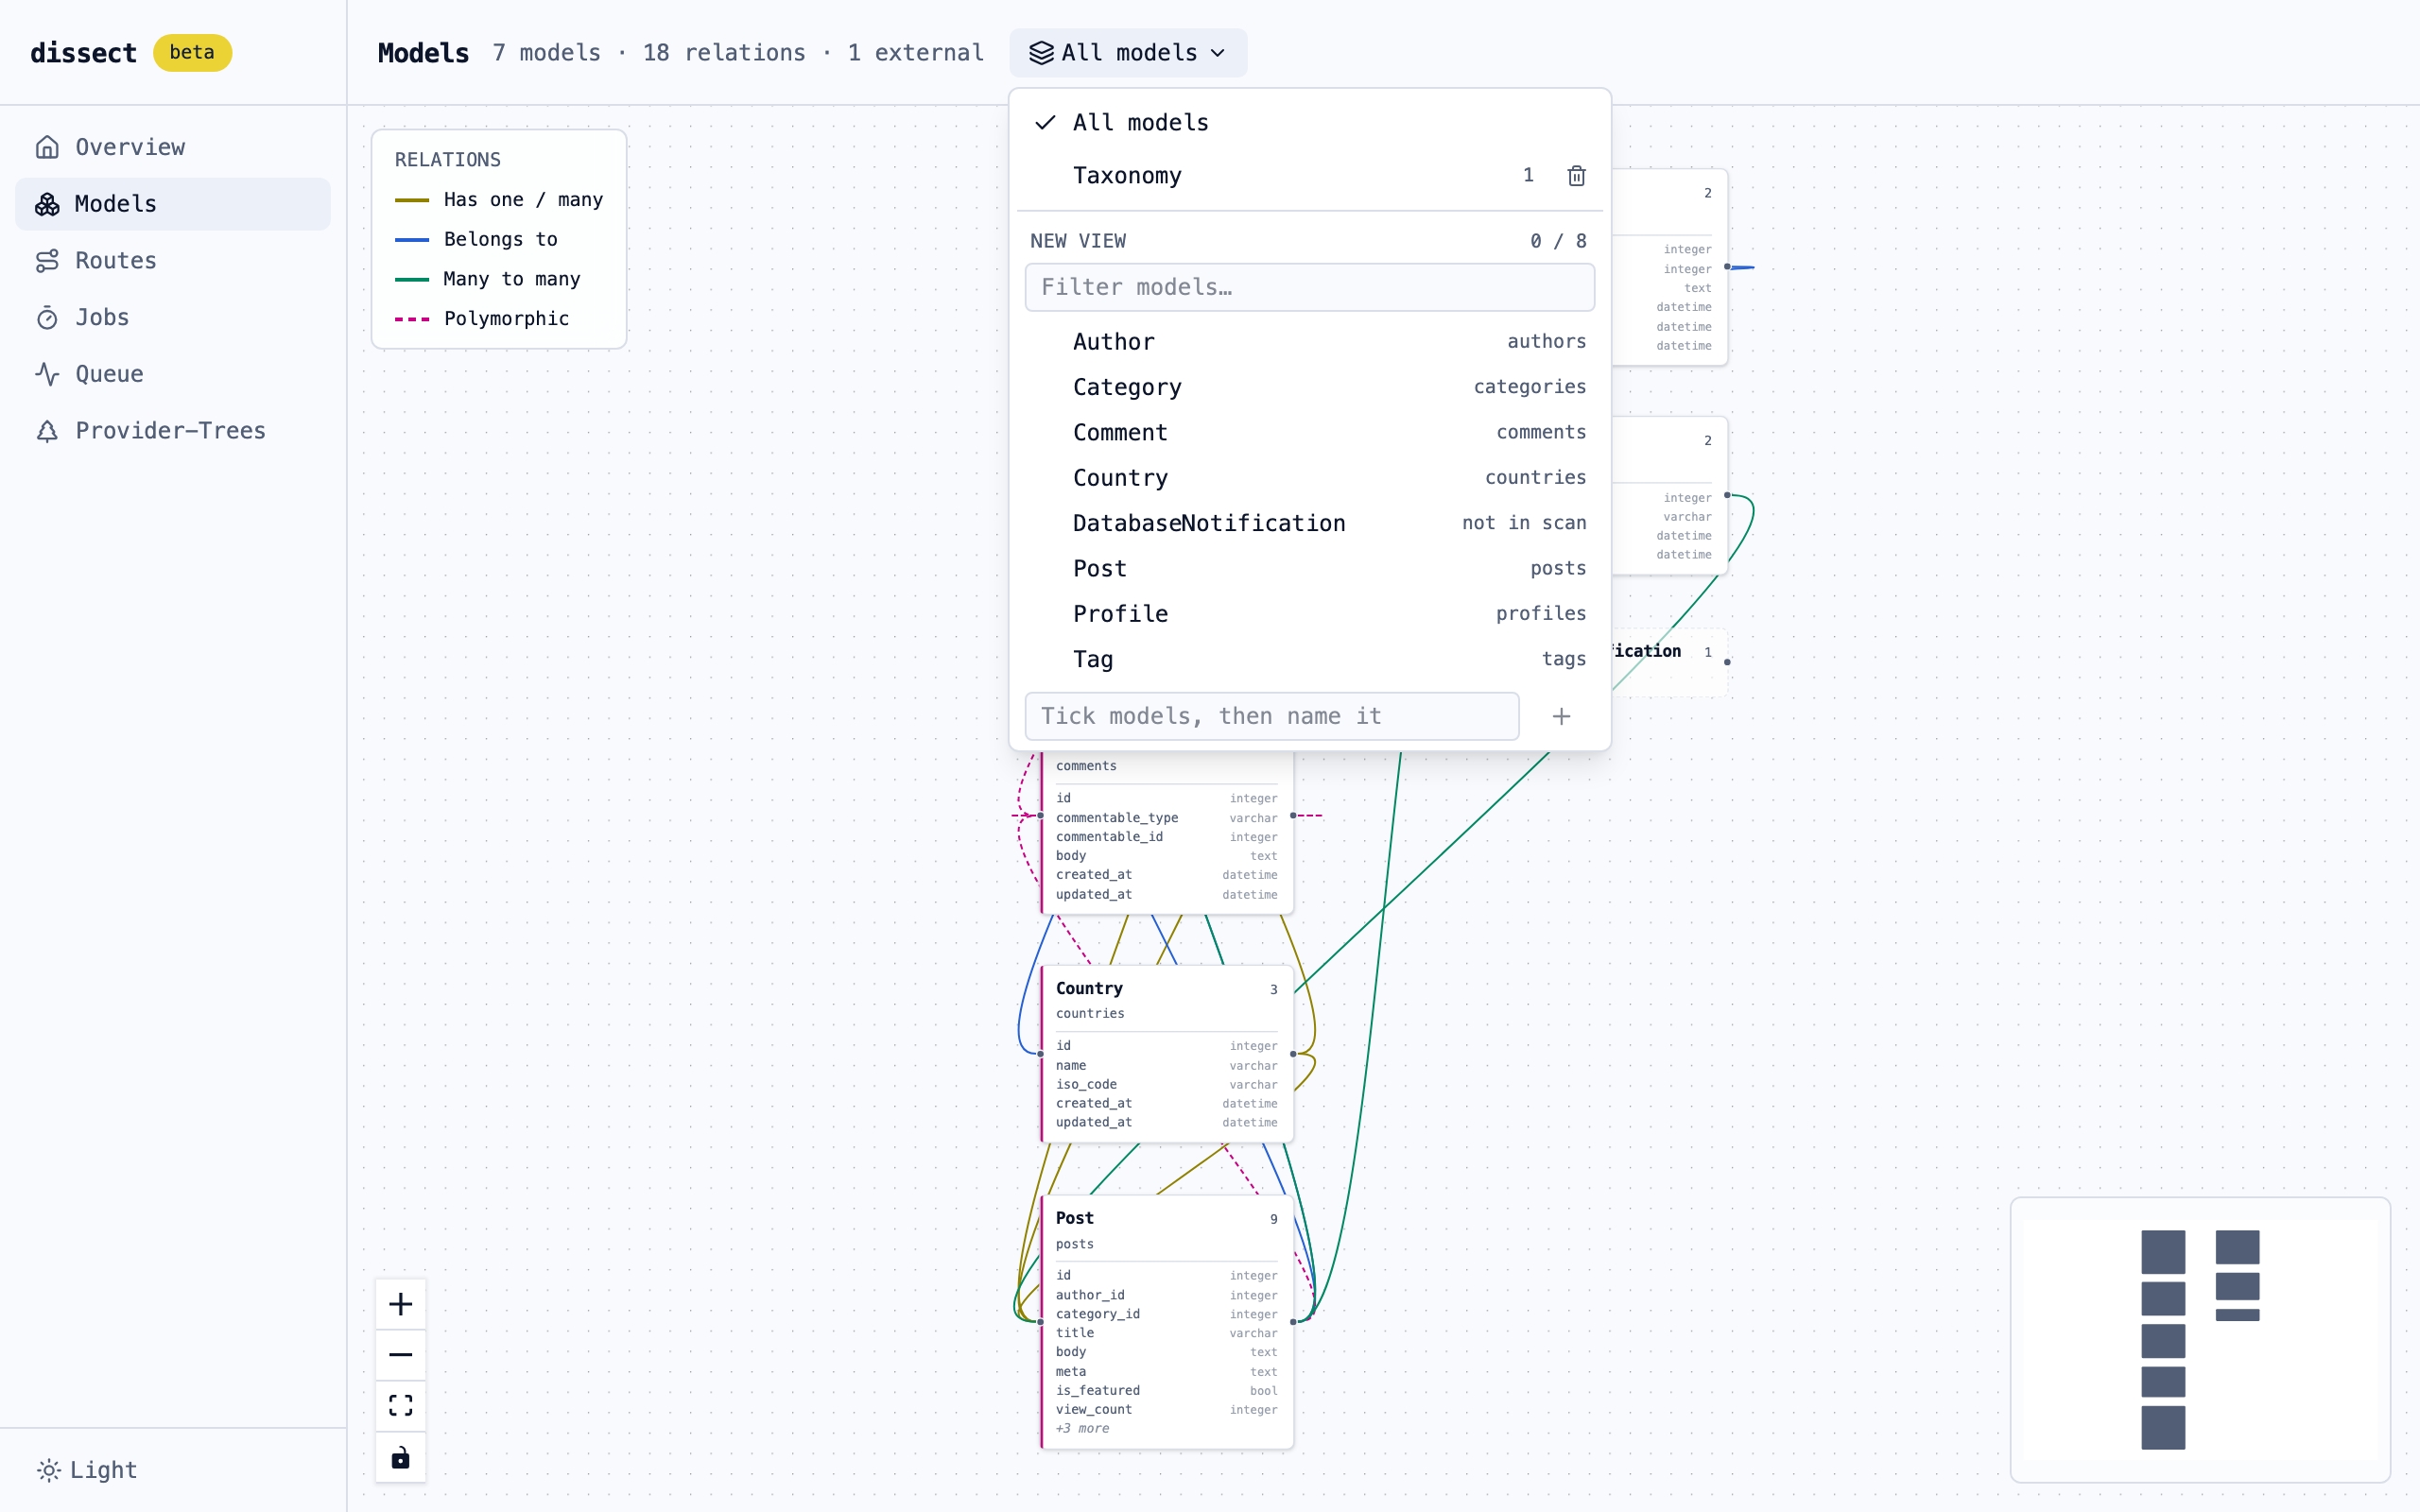 dissect beta
Overview
Models
Routes
Jobs
Queue
Provider-Trees
Light
Models 7 models · 18 relations · 1 external All models
RELATIONS
Has one / many
Belongs to
Many to many
Polymorphic
All models
Taxonomy 1
NEW VIEW 0 / 8
Filter models…
Author authors
Category categories
Comment comments
Country countries
DatabaseNotification not in scan
Post posts
Profile profiles
Tag tags
Tick models, then name it
2
integer
integer
text
datetime
datetime
datetime
2
integer
varchar
datetime
datetime
ification 1
comments
id integer
commentable_type varchar
commentable_id integer
body text
created_at datetime
updated_at datetime
Country 3
countries
id integer
name varchar
iso_code varchar
created_at datetime
updated_at datetime
Post 9
posts
id integer
author_id integer
category_id integer
title varchar
body text
meta text
is_featured bool
view_count integer
+3 more